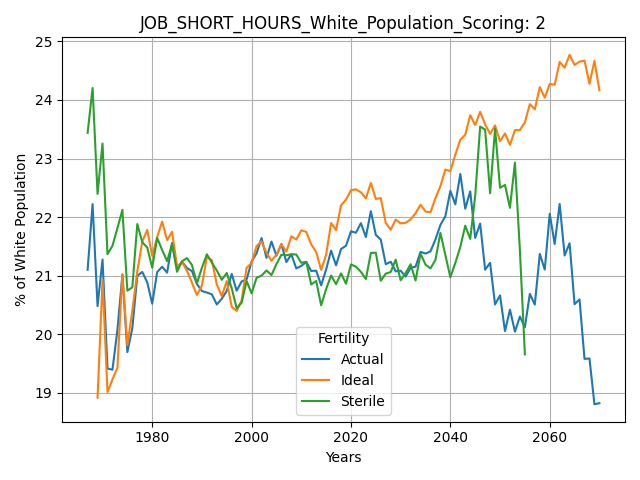 JOB_SHORT_HOURS_White_Population_Scoring: 2
25
24
23
22
21
20
19
% of White Population
Fertility
Actual
Ideal
Sterile
1980
2000
2020
2040
2060
Years